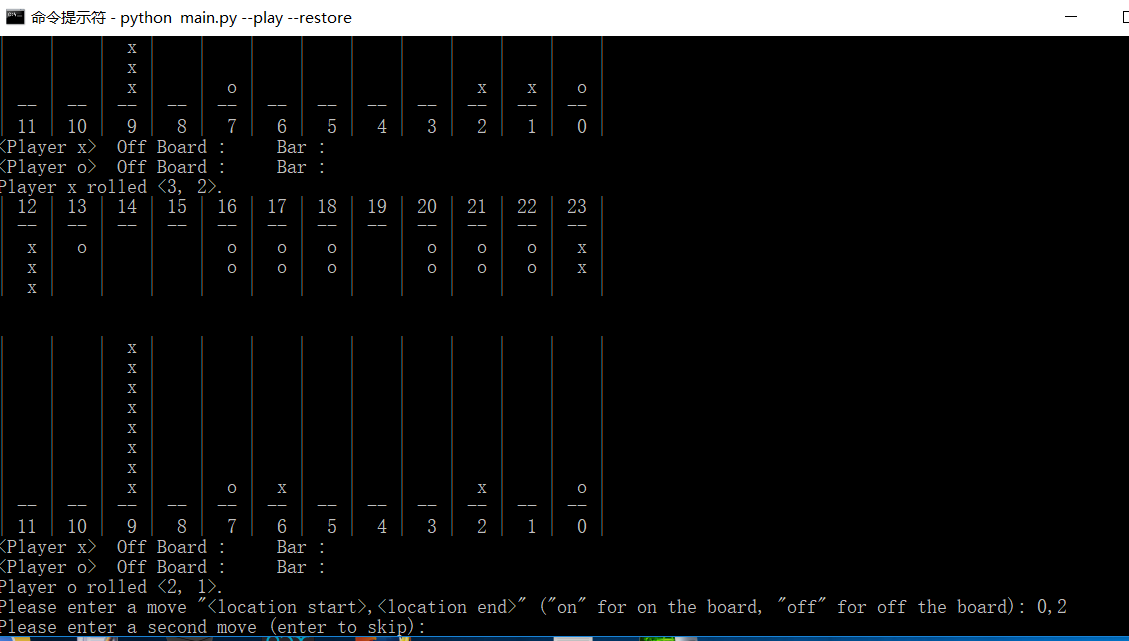 命令提示符 - python  main.py --play --restore
|    |    | x  |    |    |    |    |    |    |    |    |    |
|    |    | x  |    |    |    |    |    |    |    |    |    |
|    |    | x  |    | o  |    |    |    |    | x  | x  | o  |
| -- | -- | -- | -- | -- | -- | -- | -- | -- | -- | -- | -- |
| 11 | 10 | 9  | 8  | 7  | 6  | 5  | 4  | 3  | 2  | 1  | 0  |
<Player x>  Off Board :     Bar :
<Player o>  Off Board :     Bar :
Player x rolled <3, 2>.
| 12 | 13 | 14 | 15 | 16 | 17 | 18 | 19 | 20 | 21 | 22 | 23 |
| -- | -- | -- | -- | -- | -- | -- | -- | -- | -- | -- | -- |
| x  | o  |    |    | o  | o  | o  |    | o  | o  | o  | x  |
| x  |    |    |    | o  | o  | o  |    | o  | o  | o  | x  |
| x  |    |    |    |    |    |    |    |    |    |    |    |
|    |    | x  |    |    |    |    |    |    |    |    |    |
|    |    | x  |    |    |    |    |    |    |    |    |    |
|    |    | x  |    |    |    |    |    |    |    |    |    |
|    |    | x  |    |    |    |    |    |    |    |    |    |
|    |    | x  |    |    |    |    |    |    |    |    |    |
|    |    | x  |    |    |    |    |    |    |    |    |    |
|    |    | x  |    |    |    |    |    |    |    |    |    |
|    |    | x  |    | o  | x  |    |    |    | x  |    | o  |
| -- | -- | -- | -- | -- | -- | -- | -- | -- | -- | -- | -- |
| 11 | 10 | 9  | 8  | 7  | 6  | 5  | 4  | 3  | 2  | 1  | 0  |
<Player x>  Off Board :     Bar :
<Player o>  Off Board :     Bar :
Player o rolled <2, 1>.
Please enter a move "<location start>,<location end>" ("on" for on the board, "off" for off the board): 0,2
Please enter a second move (enter to skip):